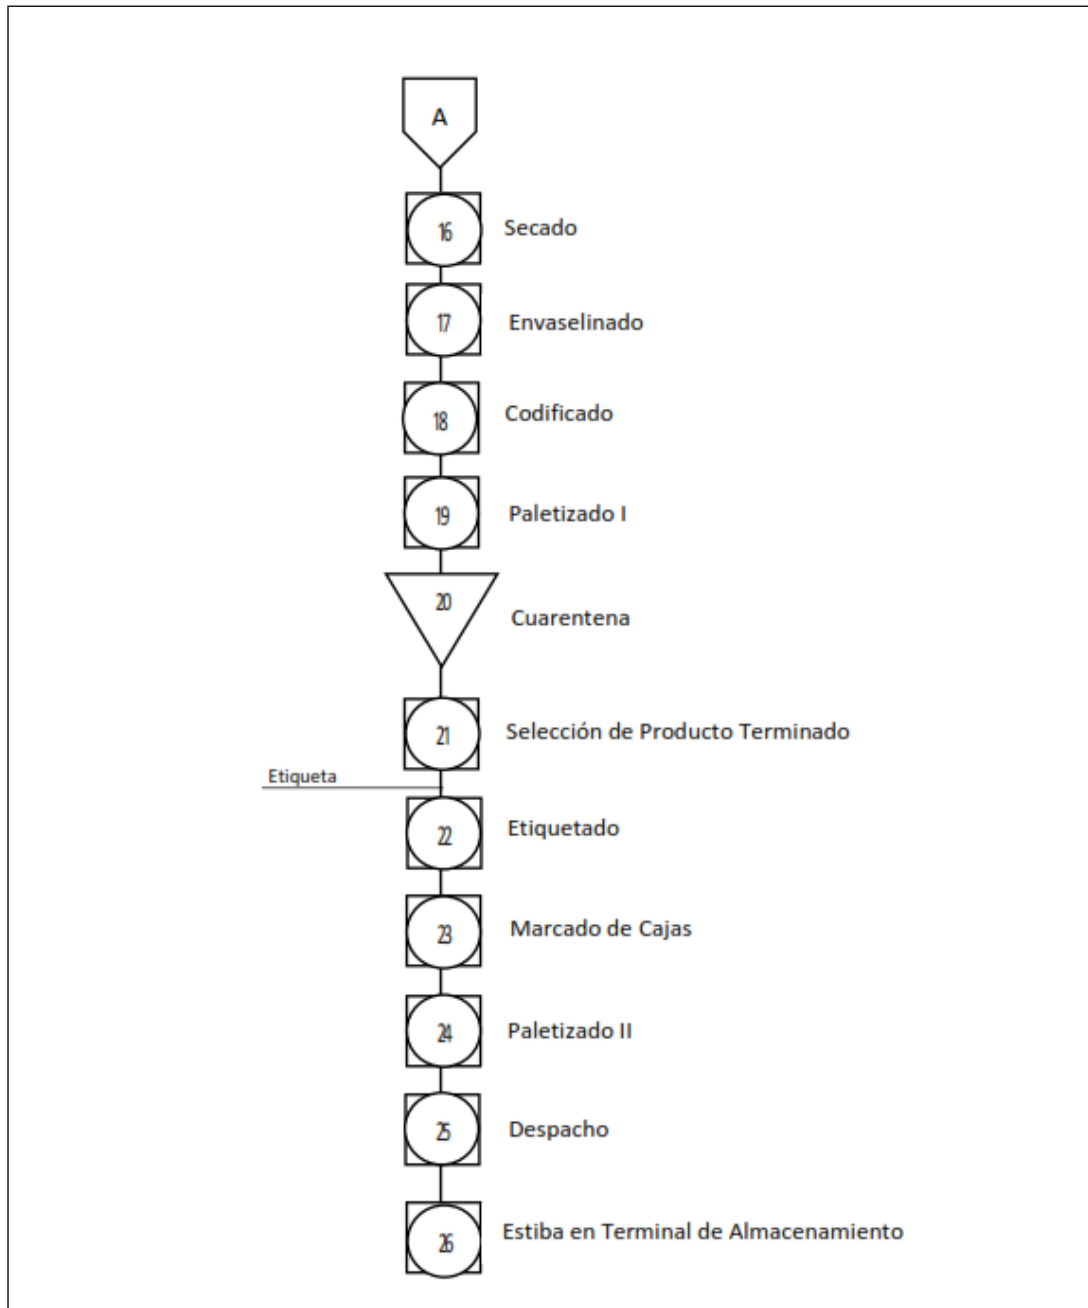 A
16 Secado
17 Envaselinado
18 Codificado
19 Paletizado I
20 Cuarentena
21 Selección de Producto Terminado
Etiqueta
22 Etiquetado
23 Marcado de Cajas
24 Paletizado II
25 Despacho
26 Estiba en Terminal de Almacenamiento